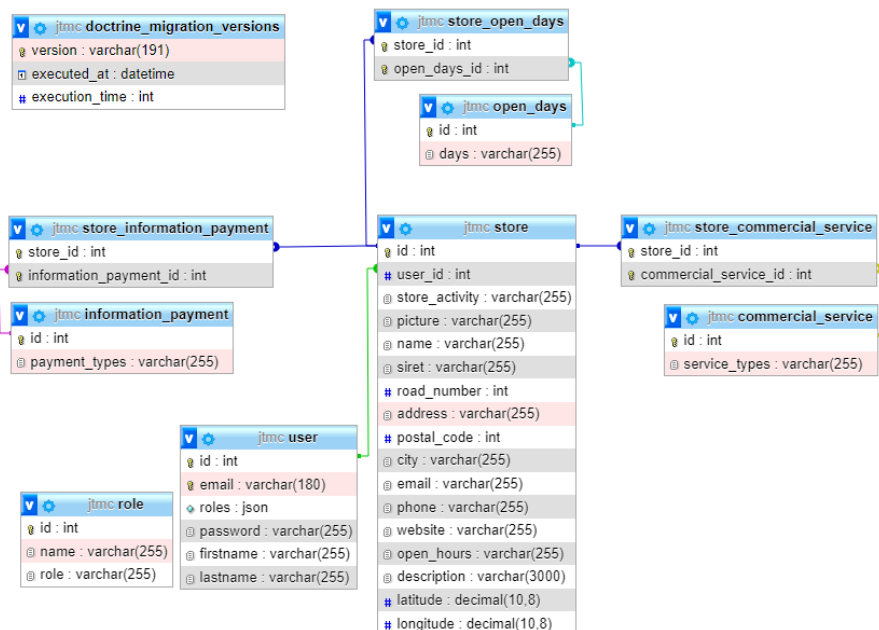 jtmc doctrine_migration_versions
version : varchar(191)
executed_at : datetime
execution_time : int
jtmc store_open_days
store_id : int
open_days_id : int
jtmc open_days
id : int
days : varchar(255)
jtmc store_information_payment
store_id : int
information_payment_id : int
jtmc information_payment
id : int
payment_types : varchar(255)
jtmc store
id : int
user_id : int
store_activity : varchar(255)
picture : varchar(255)
name : varchar(255)
siret : varchar(255)
road_number : int
address : varchar(255)
postal_code : int
city : varchar(255)
email : varchar(255)
phone : varchar(255)
website : varchar(255)
open_hours : varchar(255)
description : varchar(3000)
latitude : decimal(10,8)
longitude : decimal(10,8)
jtmc store_commercial_service
store_id : int
commercial_service_id : int
jtmc commercial_service
id : int
service_types : varchar(255)
jtmc user
id : int
email : varchar(180)
roles : json
password : varchar(255)
firstname : varchar(255)
lastname : varchar(255)
jtmc role
id : int
name : varchar(255)
role : varchar(255)